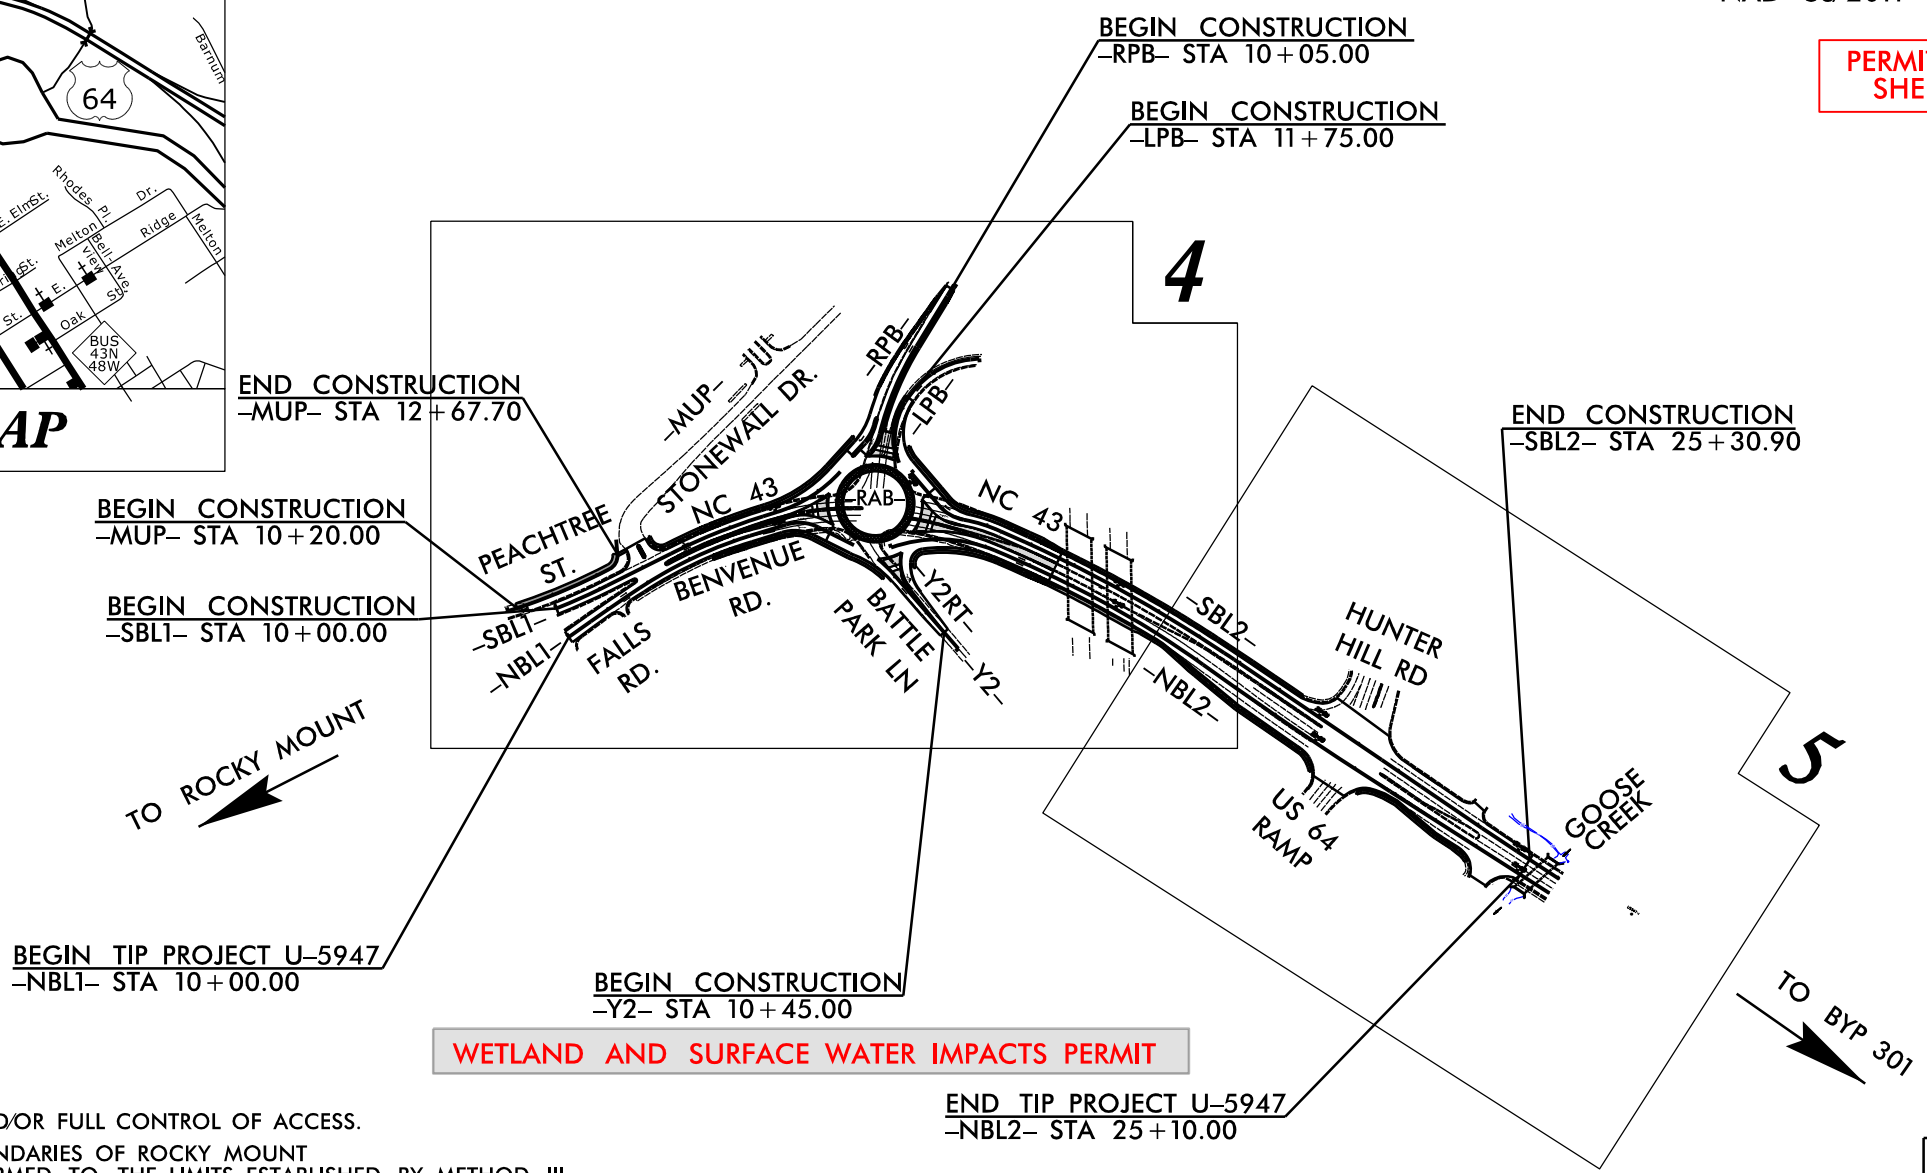 BEGIN CONSTRUCTION
–RPB– STA 10+05.00
BEGIN CONSTRUCTION
–LPB– STA 11+75.00
Barnum
64
Rhodes Pl.
E. Elm St.
Melton Dr.
Ridge
Melton
Bell-view Ave.
St.
E.
St.
Oak St.
BUS
43N
48W
AP
4
END CONSTRUCTION
–MUP– STA 12+67.70
BEGIN CONSTRUCTION
–MUP– STA 10+20.00
BEGIN CONSTRUCTION
–SBL1– STA 10+00.00
–RPB–
–LPB–
–MUP–
STONEWALL DR.
NC 43
–RAB–
NC 43
PEACHTREE
ST.
BENVENUE
RD.
–SBL1–
–NBL1–
FALLS
RD.
BATTLE
PARK LN
–Y2RT–
–Y2–
–SBL2–
–NBL2–
HUNTER
HILL RD
END CONSTRUCTION
–SBL2– STA 25+30.90
5
US 64
RAMP
GOOSE
CREEK
TO ROCKY MOUNT
TO BYP 301
BEGIN TIP PROJECT U–5947
–NBL1– STA 10+00.00
BEGIN CONSTRUCTION
–Y2– STA 10+45.00
WETLAND AND SURFACE WATER IMPACTS PERMIT
END TIP PROJECT U–5947
–NBL2– STA 25+10.00
D/OR FULL CONTROL OF ACCESS.
NDARIES OF ROCKY MOUNT
PERMI
SHE